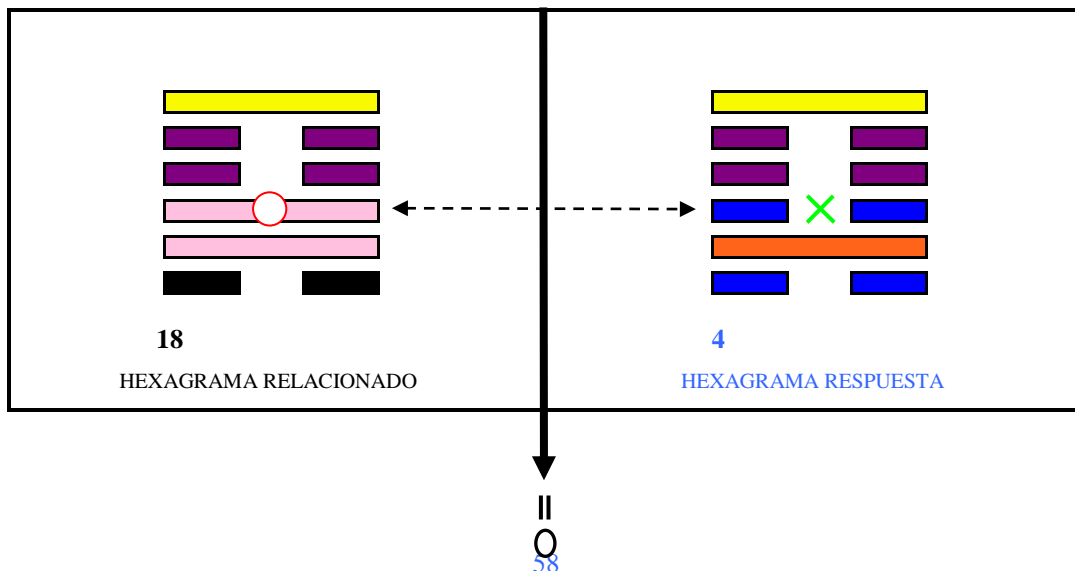 18
HEXAGRAMA RELACIONADO
4
HEXAGRAMA RESPUESTA
=
O
58